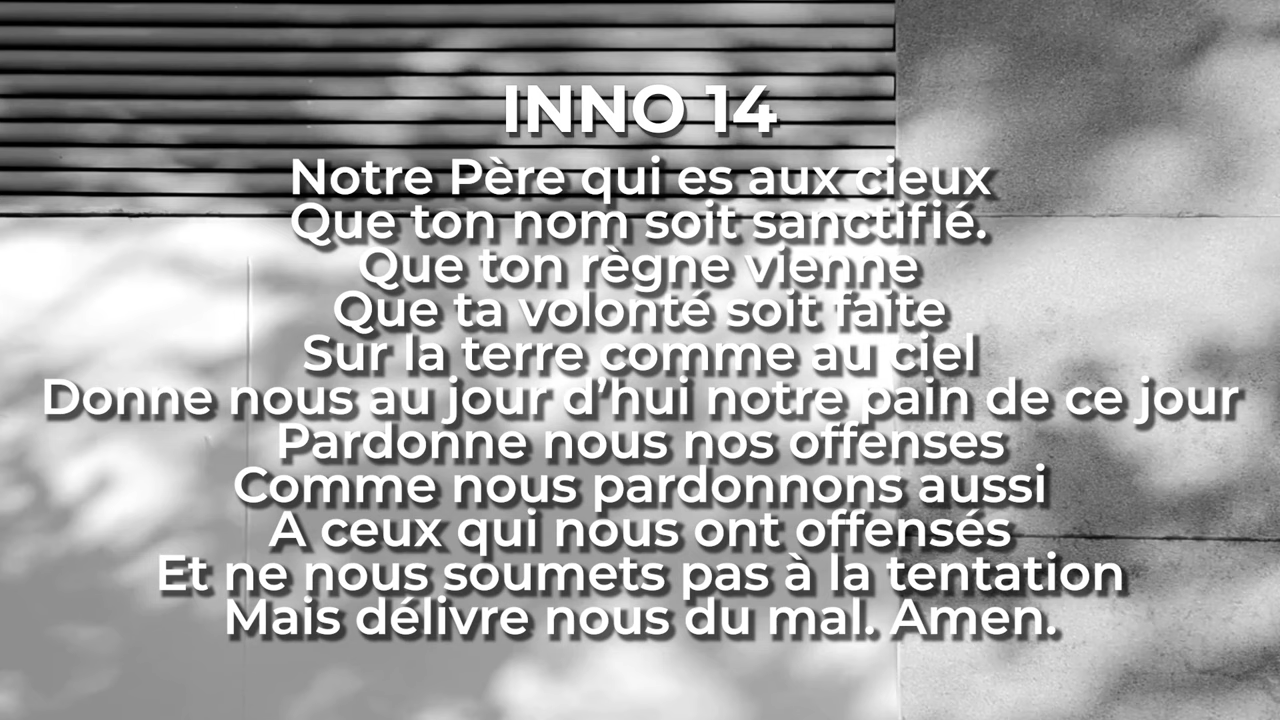 INNO 14
Notre Père qui es aux cieux
Que ton nom soit sanctifié.
Que ton règne vienne
Que ta volonté soit faite
Sur la terre comme au ciel
Donne nous au jour d’hui notre pain de ce jour
Pardonne nous nos offenses
Comme nous pardonnons aussi
A ceux qui nous ont offensés
Et ne nous soumets pas à la tentation
Mais délivre nous du mal. Amen.